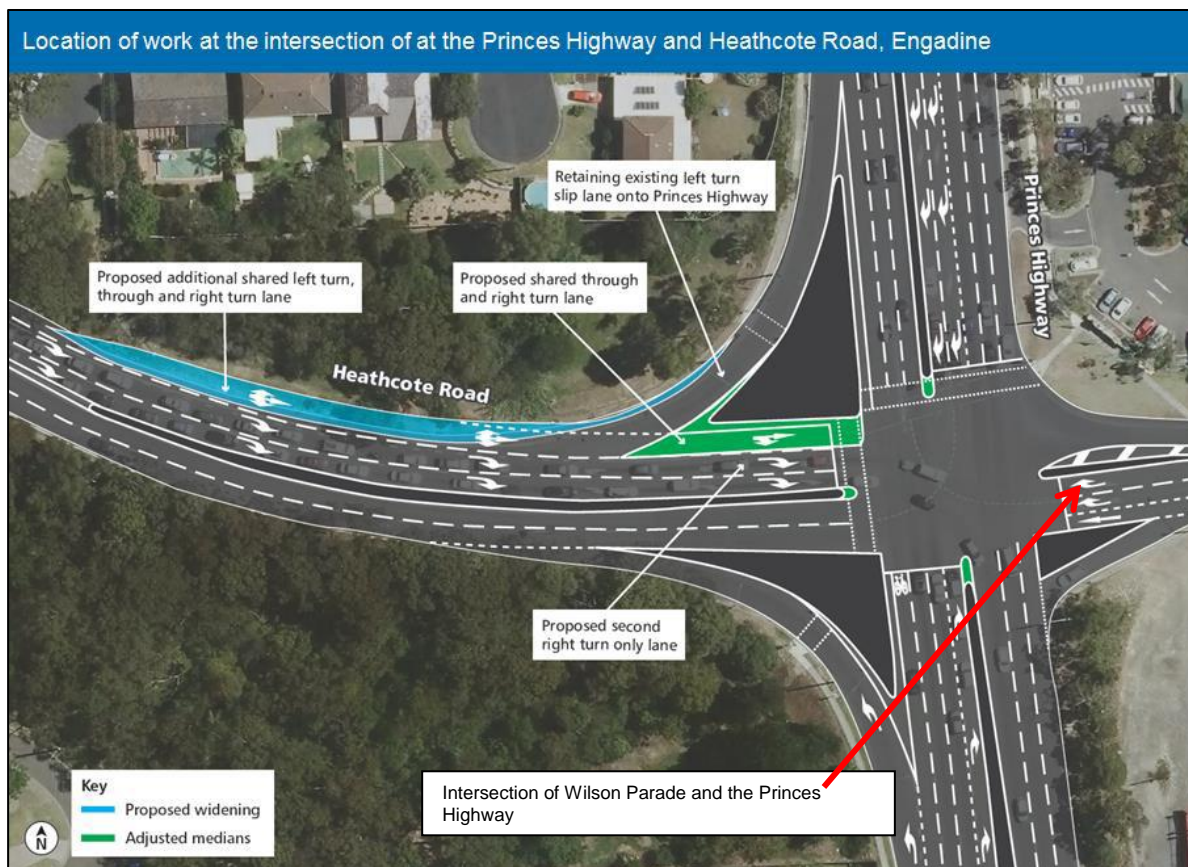 Location of work at the intersection of at the Princes Highway and Heathcote Road, Engadine
Retaining existing left turn
slip lane onto Princes Highway
Princes Highway
Proposed additional shared left turn,
through and right turn lane
Proposed shared through
and right turn lane
Heathcote Road
Proposed second
right turn only lane
Intersection of Wilson Parade and the Princes
Highway
Key
Proposed widening
Adjusted medians
N